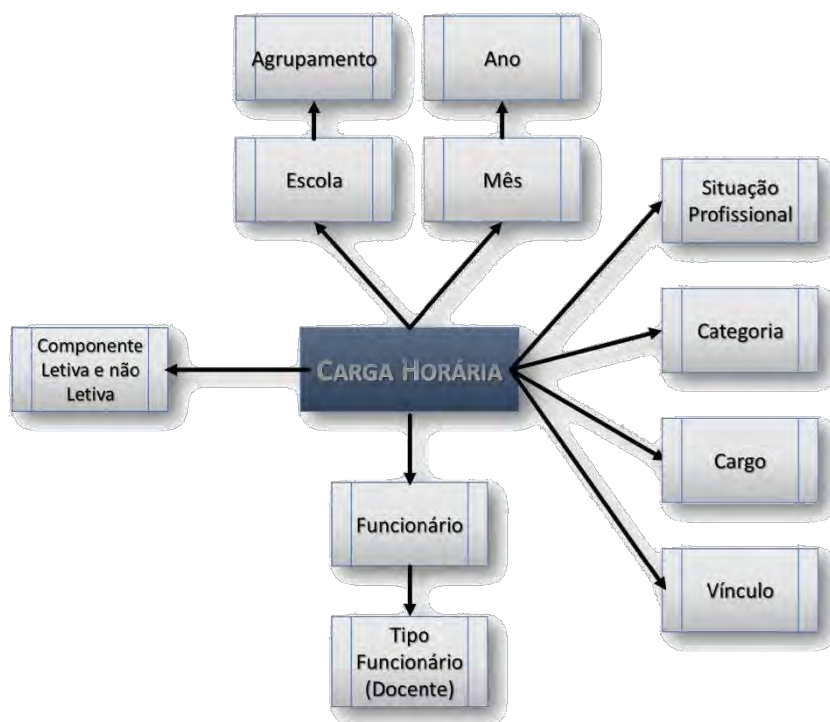 Agrupamento
Ano
Escola
Mês
Situação
Profissional
Componente
Letiva e não
Letiva
CARGA HORÁRIA
Categoria
Cargo
Funcionário
Vínculo
Tipo
Funcionário
(Docente)